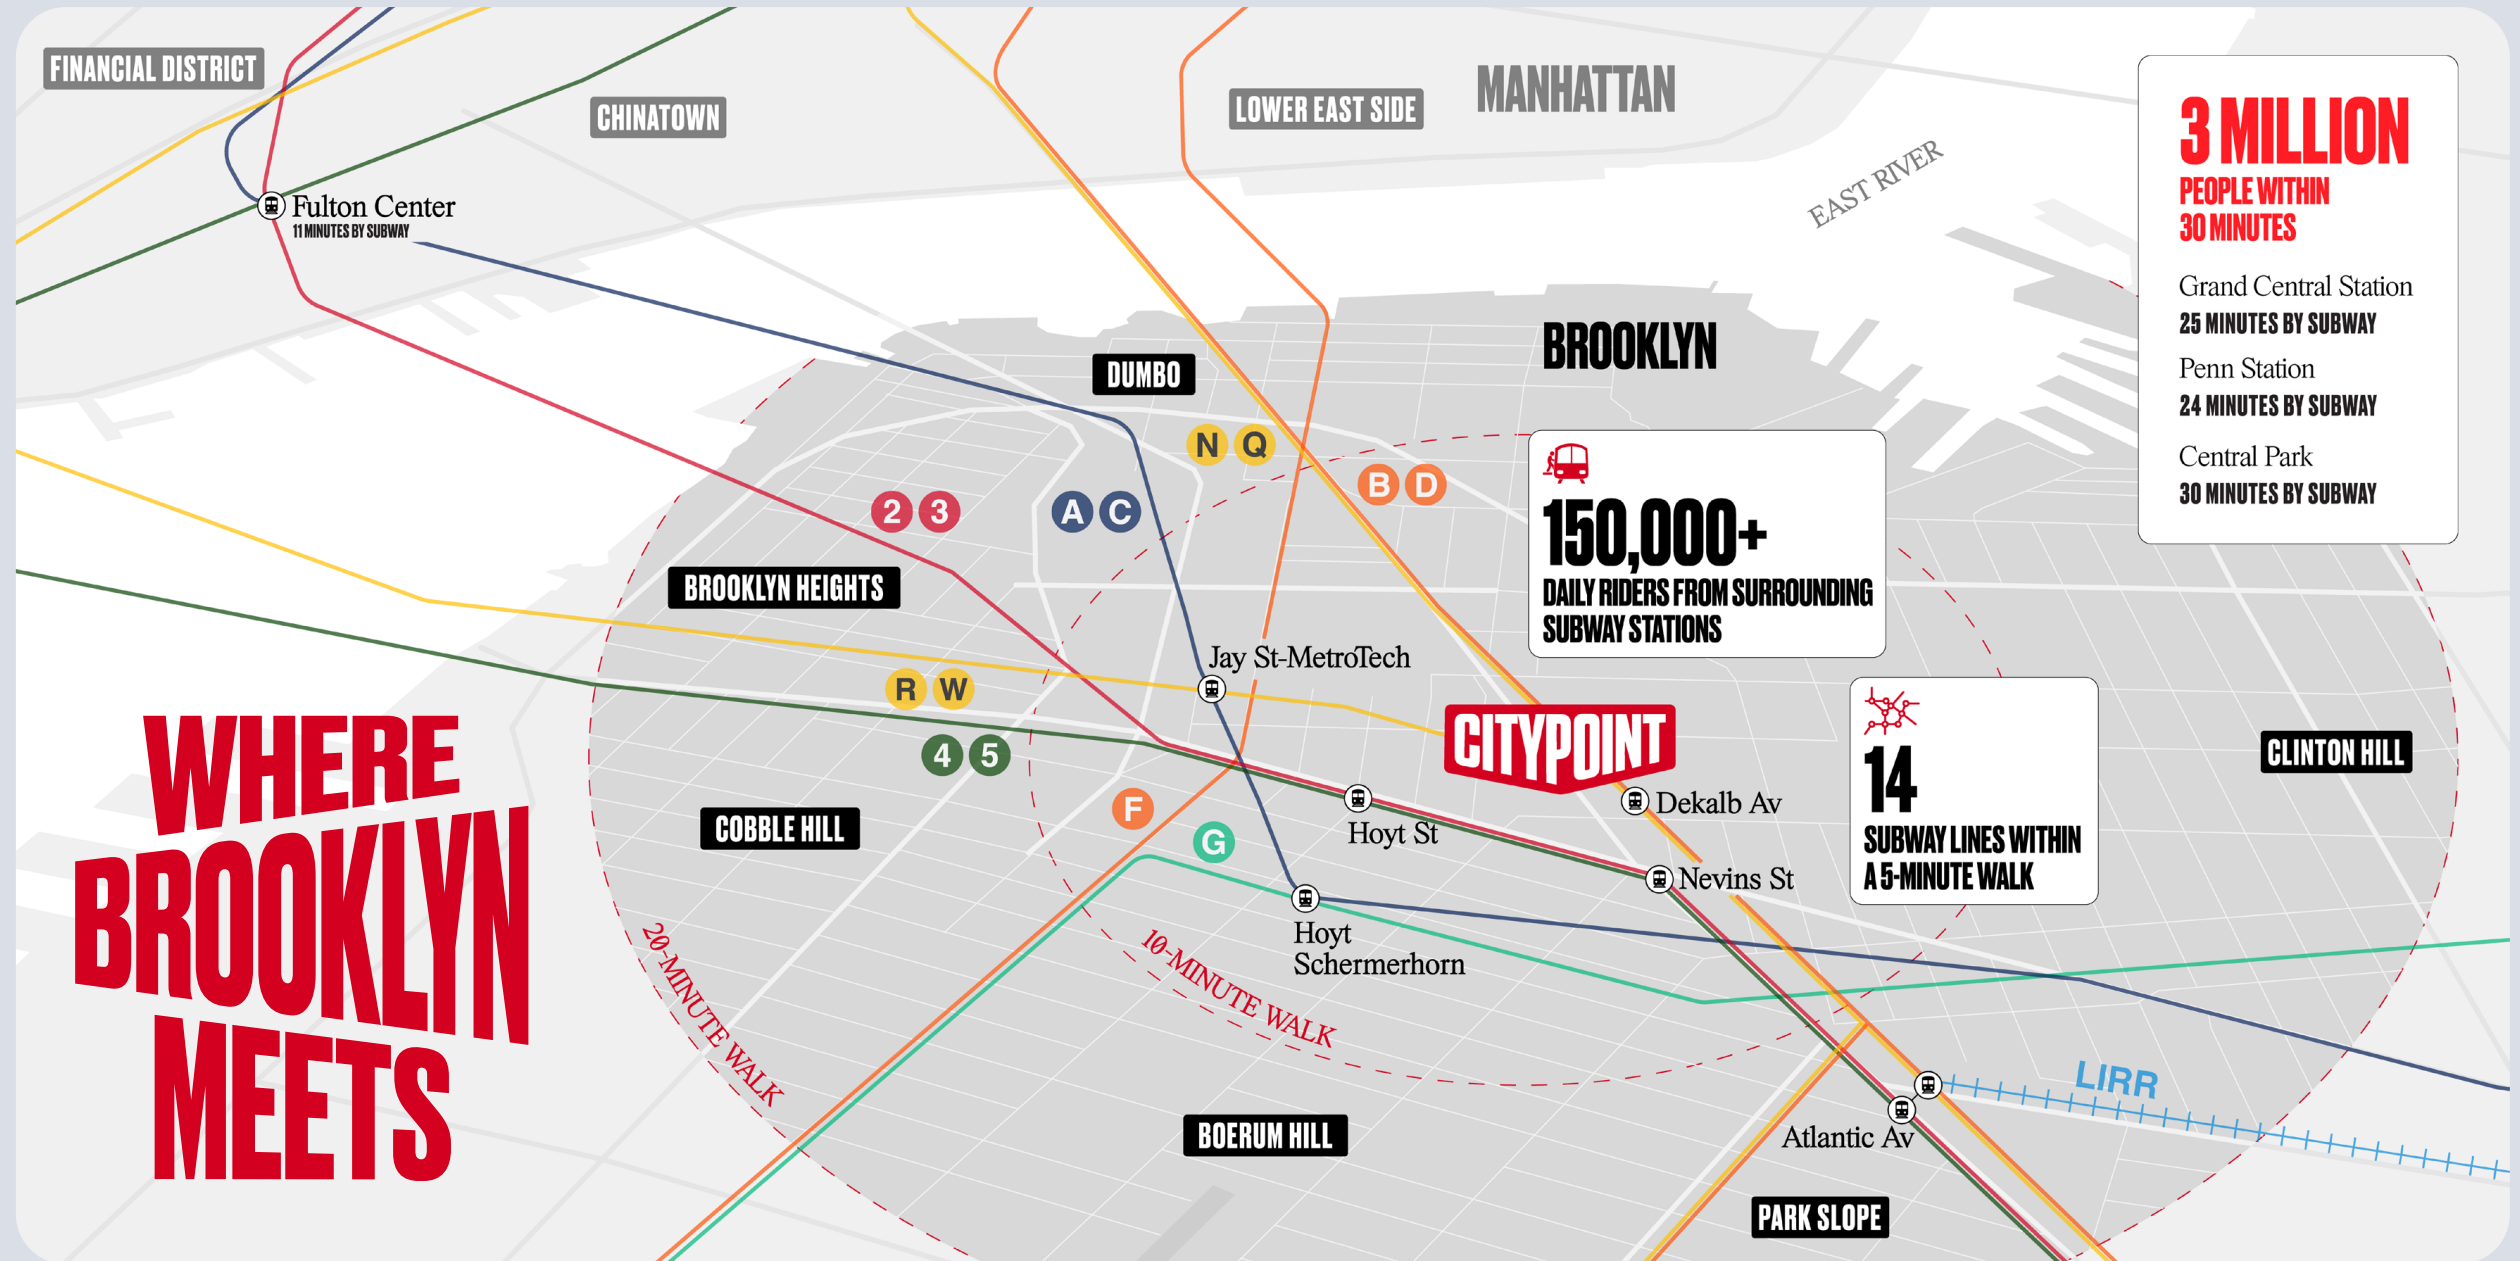 FINANCIAL DISTRICT
CHINATOWN
LOWER EAST SIDE
MANHATTAN
EAST RIVER
Fulton Center
11 MINUTES BY SUBWAY
3 MILLION
PEOPLE WITHIN
30 MINUTES
Grand Central Station
25 MINUTES BY SUBWAY
Penn Station
24 MINUTES BY SUBWAY
Central Park
30 MINUTES BY SUBWAY
BROOKLYN
DUMBO
N Q
B D
2 3
A C
150,000+
DAILY RIDERS FROM SURROUNDING
SUBWAY STATIONS
BROOKLYN HEIGHTS
Jay St-MetroTech
R W
4 5
CITYPOINT
14
SUBWAY LINES WITHIN
A 5-MINUTE WALK
CLINTON HILL
WHERE
BROOKLYN
MEETS
COBBLE HILL
F
G
Hoyt St
Dekalb Av
Nevins St
Hoyt
Schermerhorn
20-MINUTE WALK
10-MINUTE WALK
LIRR
BOERUM HILL
Atlantic Av
PARK SLOPE